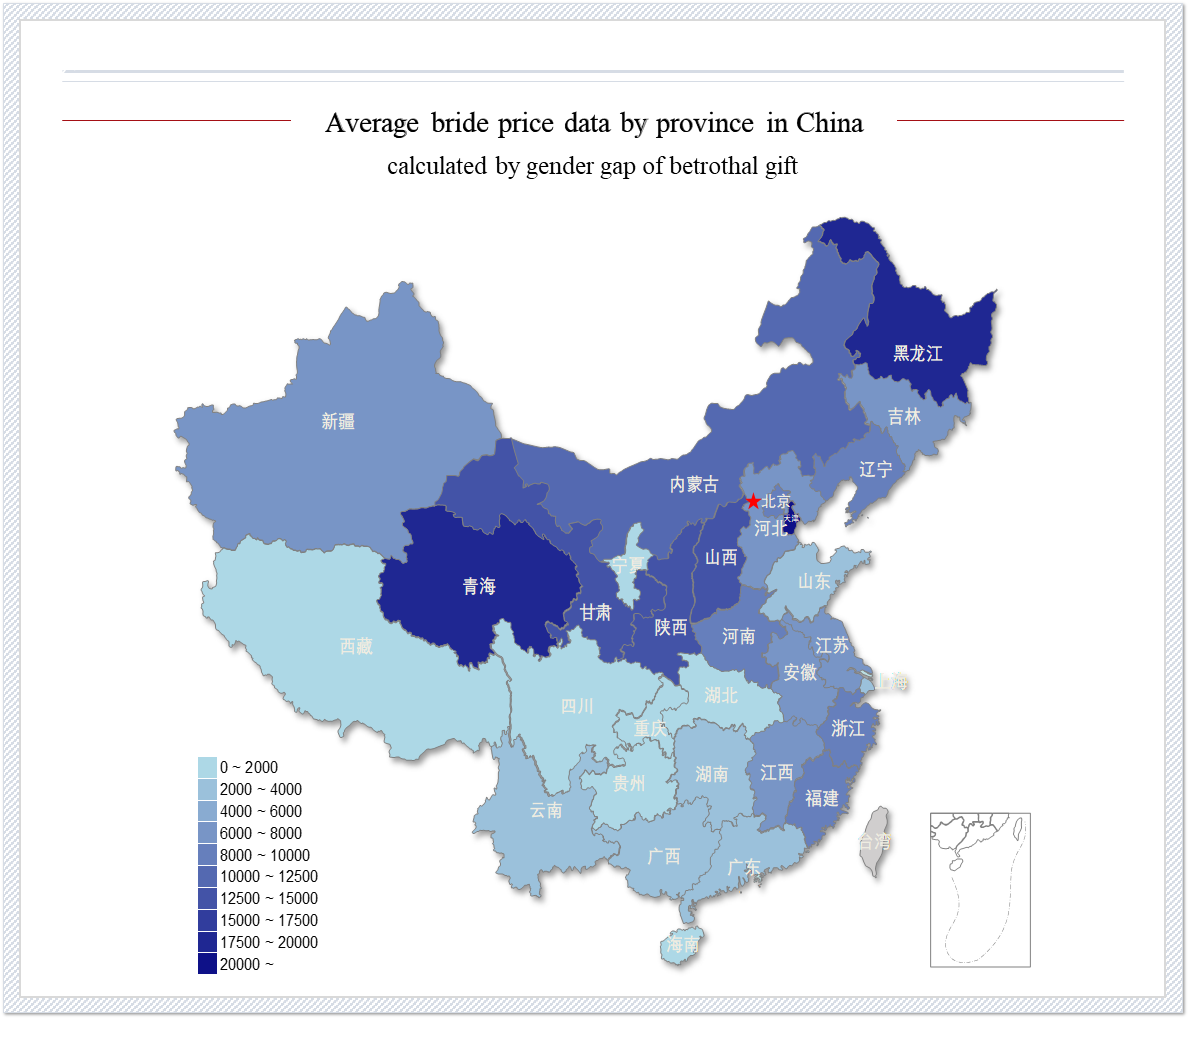 Average bride price data by province in China
calculated by gender gap of betrothal gift
黑龙江
吉林
新疆
辽宁
内蒙古
北京
天津
河北
山西
宁夏
山东
青海
甘肃
陕西
河南
江苏
西藏
安徽
上海
湖北
四川
重庆
浙江
江西
湖南
贵州
福建
云南
台湾
广西
广东
海南
0 ~ 2000
2000 ~ 4000
4000 ~ 6000
6000 ~ 8000
8000 ~ 10000
10000 ~ 12500
12500 ~ 15000
15000 ~ 17500
17500 ~ 20000
20000 ~